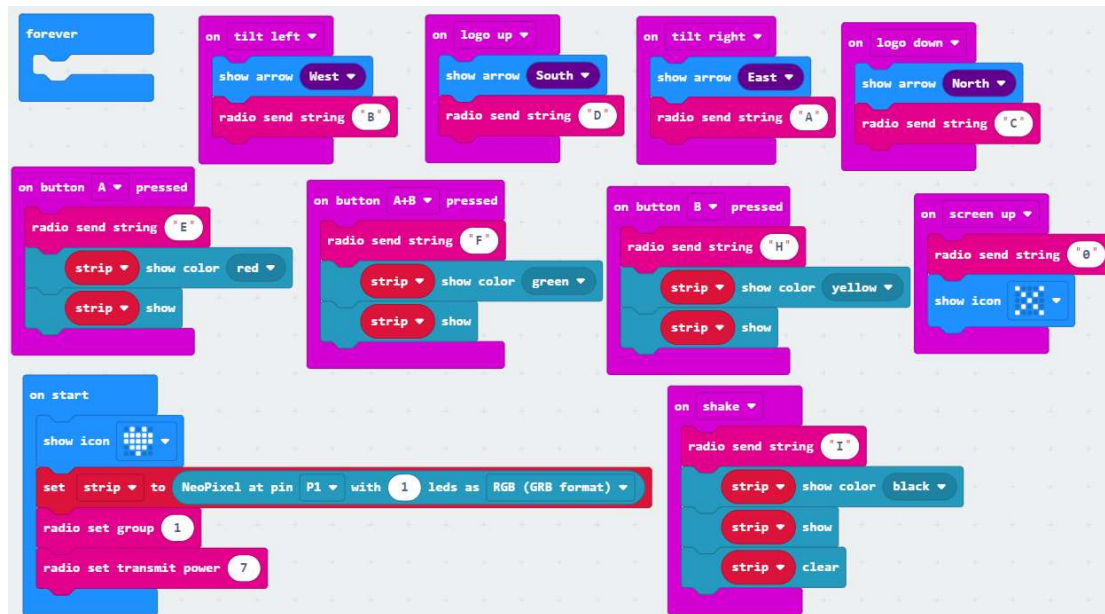 forever
on tilt left
show arrow West
radio send string "B"
on logo up
show arrow South
radio send string "D"
on tilt right
show arrow East
radio send string "A"
on logo down
show arrow North
radio send string "C"
on button A pressed
radio send string "E"
strip show color red
strip show
on button A+B pressed
radio send string "F"
strip show color green
strip show
on button B pressed
radio send string "H"
strip show color yellow
strip show
on screen up
radio send string "0"
show icon
on start
show icon
set strip to NeoPixel at pin P1 with 1 leds as RGB (GRB format)
radio set group 1
radio set transmit power 7
on shake
radio send string "I"
strip show color black
strip show
strip clear